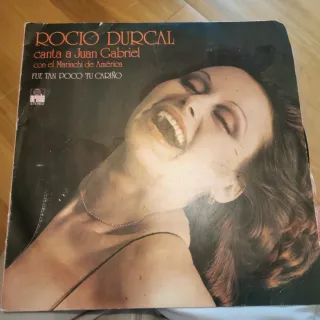 ROCIO DURCAL
canta a Juan Gabriel
con el Mariachi de América
FUE TAN POCO TU CARIÑO